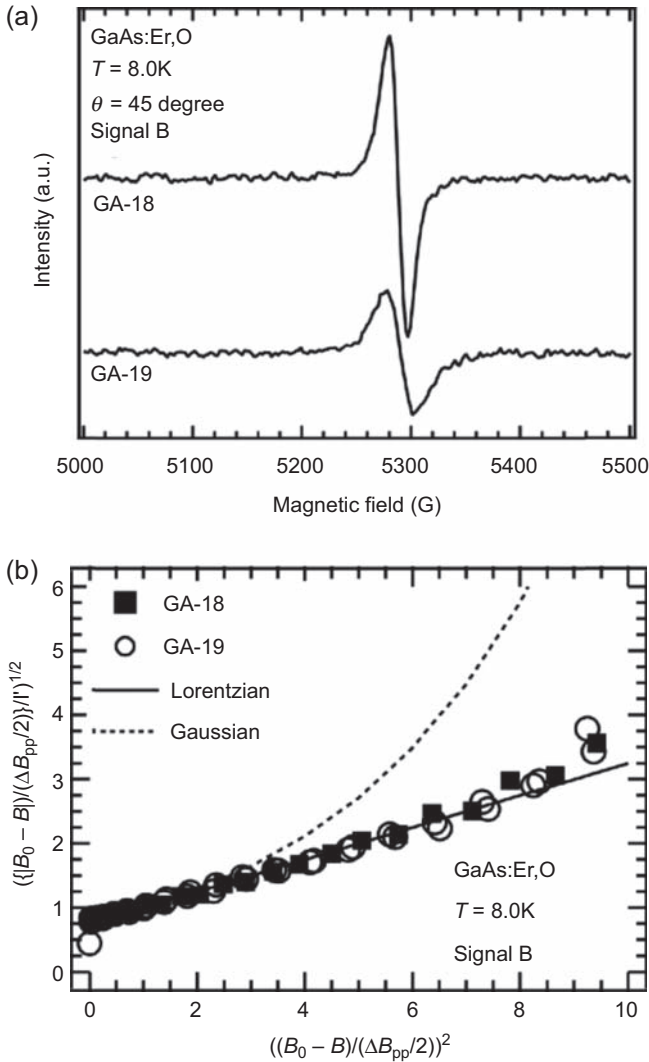 (a)
GaAs:Er,O
T = 8.0K
θ = 45 degree
Signal B
GA-18
GA-19
Intensity (a.u.)
5000 5100 5200 5300 5400 5500
Magnetic field (G)
(b)
6
5
4
3
2
1
0
GA-18
GA-19
Lorentzian
Gaussian
GaAs:Er,O
T = 8.0K
Signal B
({|B0 – B|)/(ΔBpp/2)}/I')1/2
0 2 4 6 8 10
((B0 – B)/(ΔBpp/2))2